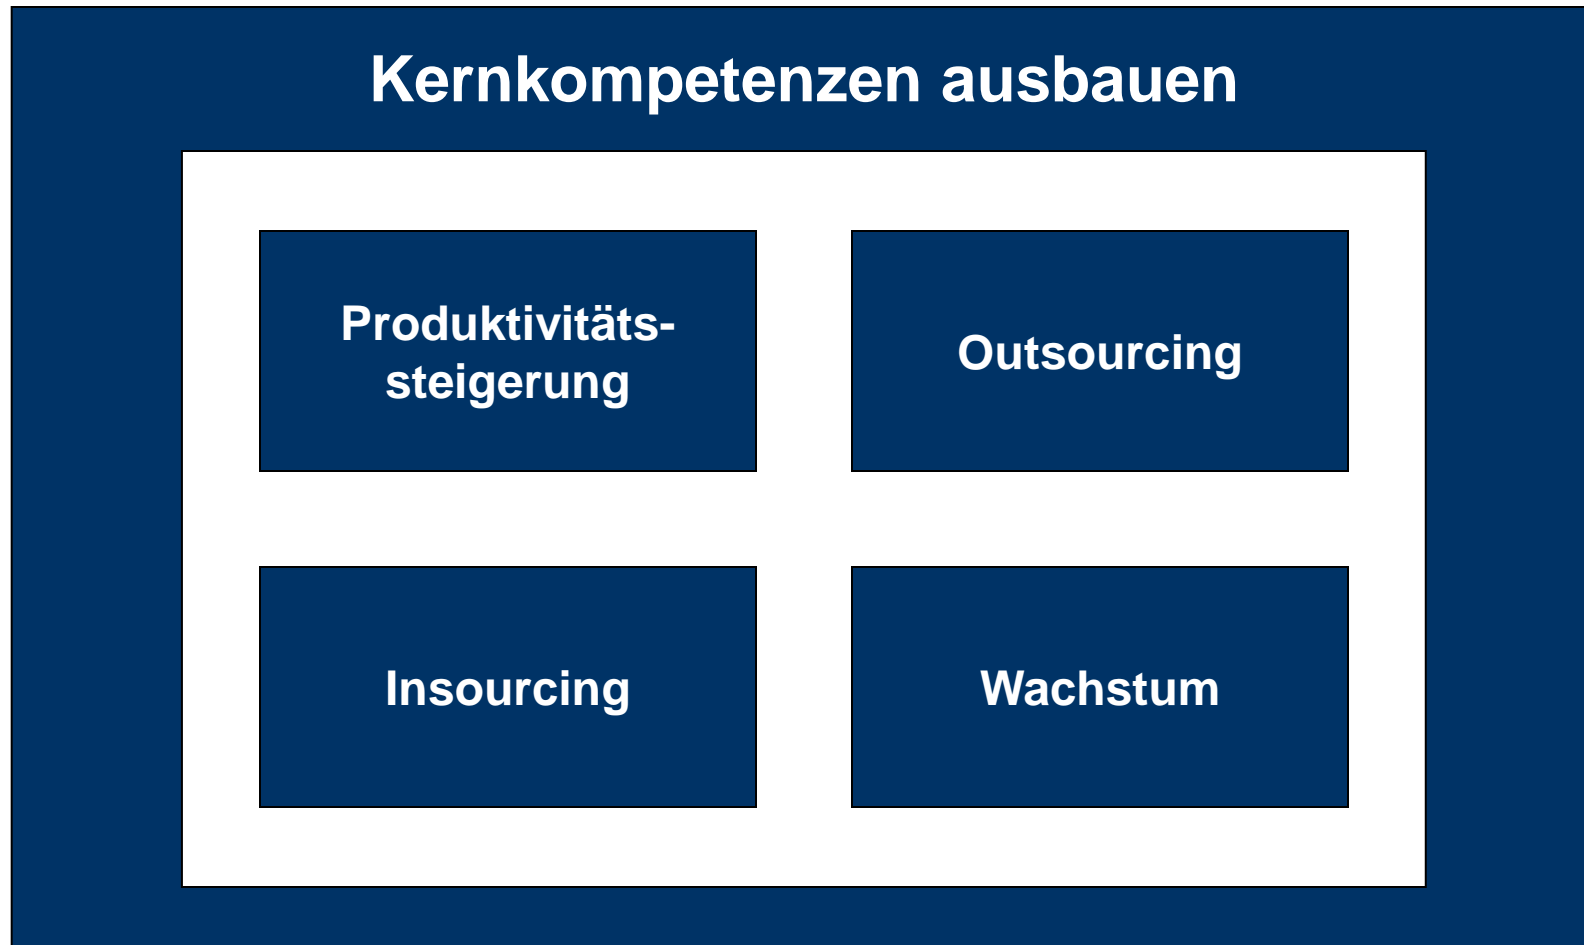 Kernkompetenzen ausbauen
Produktivitäts-
steigerung
Outsourcing
Insourcing
Wachstum